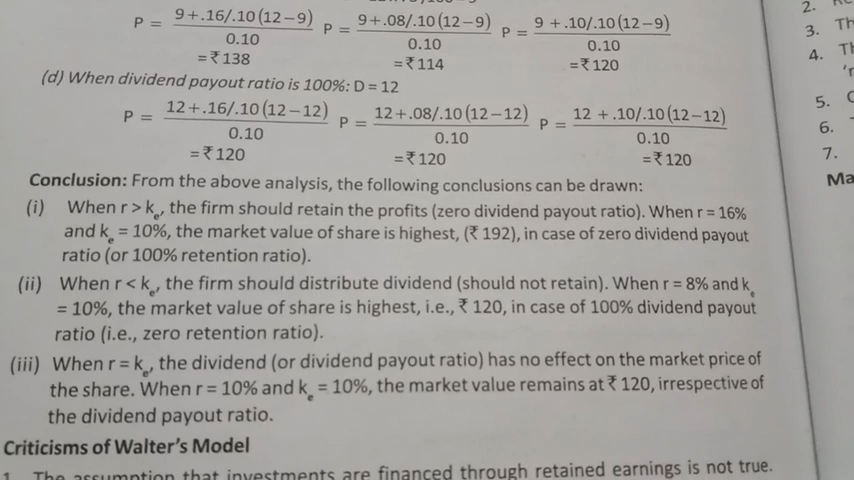 P = 9+.16/.10(12−9) / 0.10 P = 9+.08/.10(12−9) / 0.10 P = 9 +.10/.10(12−9) / 0.10
=₹138 =₹114 =₹120
(d) When dividend payout ratio is 100%: D = 12
P = 12+.16/.10(12−12) / 0.10 P = 12+.08/.10(12−12) / 0.10 P = 12 +.10/.10(12−12) / 0.10
=₹120 =₹120 =₹120
Conclusion: From the above analysis, the following conclusions can be drawn:
(i) When r > kₑ, the firm should retain the profits (zero dividend payout ratio). When r = 16%
and kₑ = 10%, the market value of share is highest, (₹ 192), in case of zero dividend payout
ratio (or 100% retention ratio).
(ii) When r < kₑ, the firm should distribute dividend (should not retain). When r = 8% and kₑ
= 10%, the market value of share is highest, i.e., ₹ 120, in case of 100% dividend payout
ratio (i.e., zero retention ratio).
(iii) When r = kₑ, the dividend (or dividend payout ratio) has no effect on the market price of
the share. When r = 10% and kₑ = 10%, the market value remains at ₹ 120, irrespective of
the dividend payout ratio.
Criticisms of Walter's Model
1. The assumption that investments are financed through retained earnings is not true.
2.
3. Th
4. Th
5.
6.
7.
Ma